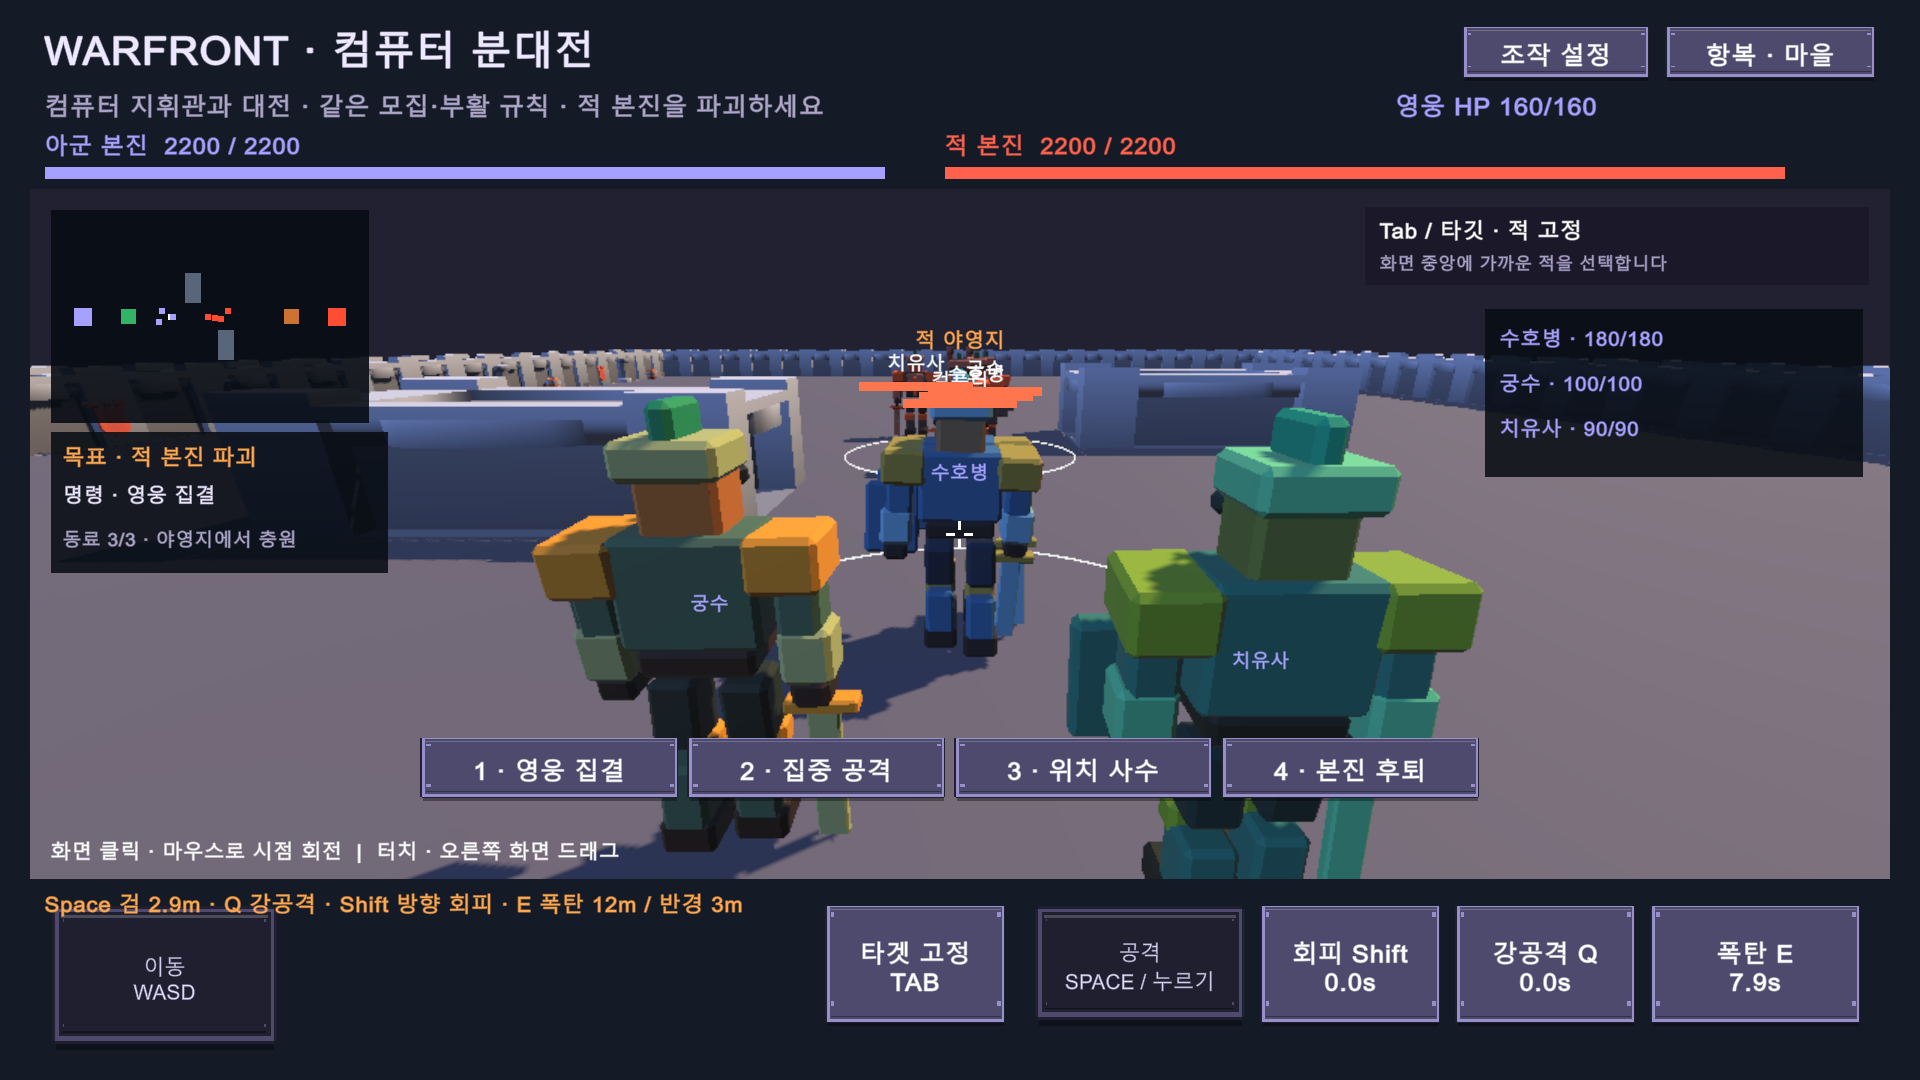 WARFRONT · 컴퓨터 분대전
조작 설정
항복 · 마을
컴퓨터 지휘관과 대전 · 같은 모집·부활 규칙 · 적 본진을 파괴하세요
영웅 HP 160/160
아군 본진 2200 / 2200
적 본진 2200 / 2200
Tab / 타깃 · 적 고정
화면 중앙에 가까운 적을 선택합니다
수호병 · 180/180
궁수 · 100/100
치유사 · 90/90
적 야영지
치유사
목표 · 적 본진 파괴
명령 · 영웅 집결
동료 3/3 · 야영지에서 충원
수호병
궁수
치유사
1 · 영웅 집결
2 · 집중 공격
3 · 위치 사수
4 · 본진 후퇴
화면 클릭 · 마우스로 시점 회전 | 터치 · 오른쪽 화면 드래그
Space 검 2.9m · Q 강공격 · Shift 방향 회피 · E 폭탄 12m / 반경 3m
이동
WASD
타겟 고정
TAB
공격
SPACE / 누르기
회피 Shift
0.0s
강공격 Q
0.0s
폭탄 E
7.9s